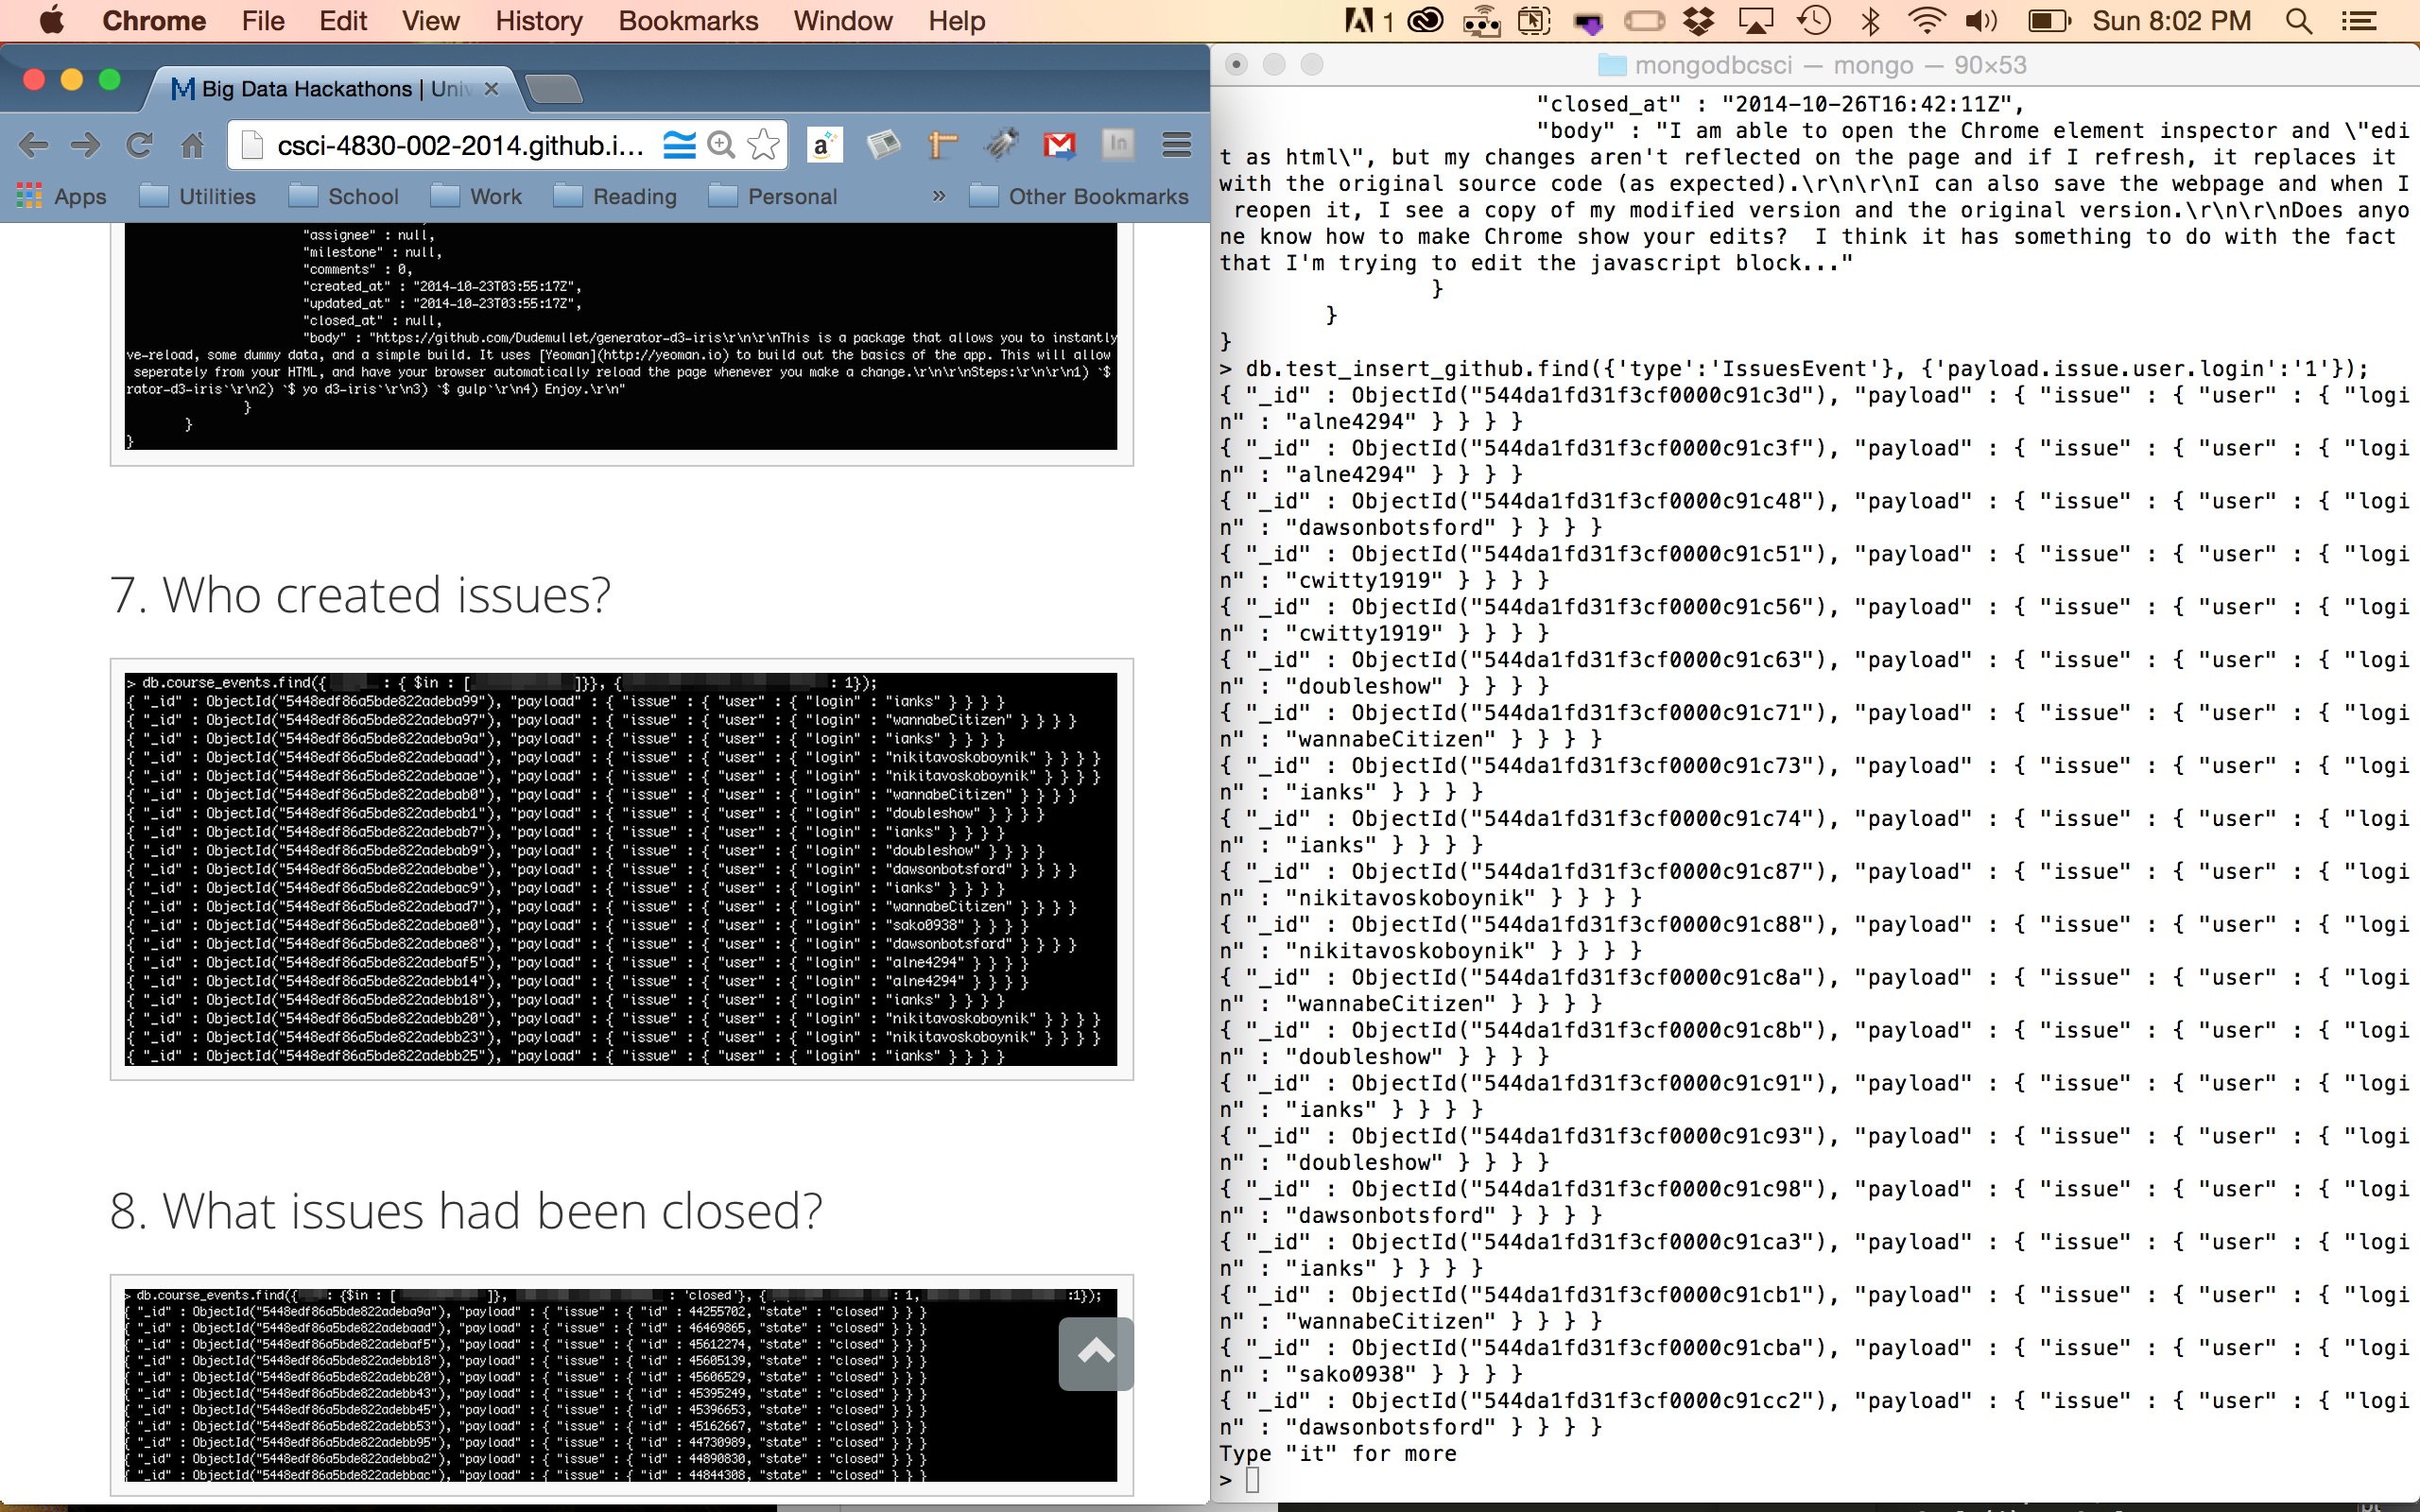 Chrome File Edit View History Bookmarks Window Help 1 Sun 8:02 PM
Big Data Hackathons | Univ
csci-4830-002-2014.github.i...
Apps Utilities School Work Reading Personal » Other Bookmarks
"assignee" : null,
"milestone" : null,
"comments" : 0,
"created_at" : "2014-10-23T03:55:17Z",
"updated_at" : "2014-10-23T03:55:17Z",
"closed_at" : null,
"body" : "https://github.com/Dudemullet/generator-d3-iris\r\n\r\nThis is a package that allows you to instantly
ve-reload, some dummy data, and a simple build. It uses [Yeoman](http://yeoman.io) to build out the basics of the app. This will allow
seperately from your HTML, and have your browser automatically reload the page whenever you make a change.\r\n\r\nSteps:\r\n\r\n1) `$
rator-d3-iris`\r\n2) `$ yo d3-iris`\r\n3) `$ gulp`\r\n4) Enjoy.\r\n"
}
}
}
7. Who created issues?
> db.course_events.find({ : { $in : [ ]}}, { : 1});
{ "_id" : ObjectId("5448edf86a5bde822adeba99"), "payload" : { "issue" : { "user" : { "login" : "ianks" } } } }
{ "_id" : ObjectId("5448edf86a5bde822adeba97"), "payload" : { "issue" : { "user" : { "login" : "wannabeCitizen" } } } }
{ "_id" : ObjectId("5448edf86a5bde822adeba9a"), "payload" : { "issue" : { "user" : { "login" : "ianks" } } } }
{ "_id" : ObjectId("5448edf86a5bde822adebaad"), "payload" : { "issue" : { "user" : { "login" : "nikitavoskoboynik" } } } }
{ "_id" : ObjectId("5448edf86a5bde822adebaae"), "payload" : { "issue" : { "user" : { "login" : "nikitavoskoboynik" } } } }
{ "_id" : ObjectId("5448edf86a5bde822adebab0"), "payload" : { "issue" : { "user" : { "login" : "wannabeCitizen" } } } }
{ "_id" : ObjectId("5448edf86a5bde822adebab1"), "payload" : { "issue" : { "user" : { "login" : "doubleshow" } } } }
{ "_id" : ObjectId("5448edf86a5bde822adebab7"), "payload" : { "issue" : { "user" : { "login" : "ianks" } } } }
{ "_id" : ObjectId("5448edf86a5bde822adebab9"), "payload" : { "issue" : { "user" : { "login" : "doubleshow" } } } }
{ "_id" : ObjectId("5448edf86a5bde822adebabe"), "payload" : { "issue" : { "user" : { "login" : "dawsonbotsford" } } } }
{ "_id" : ObjectId("5448edf86a5bde822adebac9"), "payload" : { "issue" : { "user" : { "login" : "ianks" } } } }
{ "_id" : ObjectId("5448edf86a5bde822adebad7"), "payload" : { "issue" : { "user" : { "login" : "wannabeCitizen" } } } }
{ "_id" : ObjectId("5448edf86a5bde822adebae0"), "payload" : { "issue" : { "user" : { "login" : "sako0938" } } } }
{ "_id" : ObjectId("5448edf86a5bde822adebae8"), "payload" : { "issue" : { "user" : { "login" : "dawsonbotsford" } } } }
{ "_id" : ObjectId("5448edf86a5bde822adebaf5"), "payload" : { "issue" : { "user" : { "login" : "alne4294" } } } }
{ "_id" : ObjectId("5448edf86a5bde822adebb14"), "payload" : { "issue" : { "user" : { "login" : "alne4294" } } } }
{ "_id" : ObjectId("5448edf86a5bde822adebb18"), "payload" : { "issue" : { "user" : { "login" : "ianks" } } } }
{ "_id" : ObjectId("5448edf86a5bde822adebb20"), "payload" : { "issue" : { "user" : { "login" : "nikitavoskoboynik" } } } }
{ "_id" : ObjectId("5448edf86a5bde822adebb23"), "payload" : { "issue" : { "user" : { "login" : "nikitavoskoboynik" } } } }
{ "_id" : ObjectId("5448edf86a5bde822adebb25"), "payload" : { "issue" : { "user" : { "login" : "ianks" } } } }
8. What issues had been closed?
> db.course_events.find({ : {$in : [ ]}, : 'closed'}, { : 1, :1});
{ "_id" : ObjectId("5448edf86a5bde822adeba9a"), "payload" : { "issue" : { "id" : 44255702, "state" : "closed" } } }
{ "_id" : ObjectId("5448edf86a5bde822adebaad"), "payload" : { "issue" : { "id" : 46469865, "state" : "closed" } } }
{ "_id" : ObjectId("5448edf86a5bde822adebaf5"), "payload" : { "issue" : { "id" : 45612274, "state" : "closed" } } }
{ "_id" : ObjectId("5448edf86a5bde822adebb18"), "payload" : { "issue" : { "id" : 45605139, "state" : "closed" } } }
{ "_id" : ObjectId("5448edf86a5bde822adebb20"), "payload" : { "issue" : { "id" : 45606529, "state" : "closed" } } }
{ "_id" : ObjectId("5448edf86a5bde822adebb43"), "payload" : { "issue" : { "id" : 45395249, "state" : "closed" } } }
{ "_id" : ObjectId("5448edf86a5bde822adebb45"), "payload" : { "issue" : { "id" : 45396653, "state" : "closed" } } }
{ "_id" : ObjectId("5448edf86a5bde822adebb53"), "payload" : { "issue" : { "id" : 45162667, "state" : "closed" } } }
{ "_id" : ObjectId("5448edf86a5bde822adebb95"), "payload" : { "issue" : { "id" : 44730989, "state" : "closed" } } }
{ "_id" : ObjectId("5448edf86a5bde822adebba2"), "payload" : { "issue" : { "id" : 44890830, "state" : "closed" } } }
{ "_id" : ObjectId("5448edf86a5bde822adebbac"), "payload" : { "issue" : { "id" : 44844308, "state" : "closed" } } }
mongodbcsci — mongo — 90×53
"closed_at" : "2014-10-26T16:42:11Z",
"body" : "I am able to open the Chrome element inspector and \"edi
t as html\", but my changes aren't reflected on the page and if I refresh, it replaces it
with the original source code (as expected).\r\n\r\nI can also save the webpage and when I
reopen it, I see a copy of my modified version and the original version.\r\n\r\nDoes anyo
ne know how to make Chrome show your edits?  I think it has something to do with the fact
that I'm trying to edit the javascript block..."
}
}
}
> db.test_insert_github.find({'type':'IssuesEvent'}, {'payload.issue.user.login':'1'});
{ "_id" : ObjectId("544da1fd31f3cf0000c91c3d"), "payload" : { "issue" : { "user" : { "logi
n" : "alne4294" } } } }
{ "_id" : ObjectId("544da1fd31f3cf0000c91c3f"), "payload" : { "issue" : { "user" : { "logi
n" : "alne4294" } } } }
{ "_id" : ObjectId("544da1fd31f3cf0000c91c48"), "payload" : { "issue" : { "user" : { "logi
n" : "dawsonbotsford" } } } }
{ "_id" : ObjectId("544da1fd31f3cf0000c91c51"), "payload" : { "issue" : { "user" : { "logi
n" : "cwitty1919" } } } }
{ "_id" : ObjectId("544da1fd31f3cf0000c91c56"), "payload" : { "issue" : { "user" : { "logi
n" : "cwitty1919" } } } }
{ "_id" : ObjectId("544da1fd31f3cf0000c91c63"), "payload" : { "issue" : { "user" : { "logi
n" : "doubleshow" } } } }
{ "_id" : ObjectId("544da1fd31f3cf0000c91c71"), "payload" : { "issue" : { "user" : { "logi
n" : "wannabeCitizen" } } } }
{ "_id" : ObjectId("544da1fd31f3cf0000c91c73"), "payload" : { "issue" : { "user" : { "logi
n" : "ianks" } } } }
{ "_id" : ObjectId("544da1fd31f3cf0000c91c74"), "payload" : { "issue" : { "user" : { "logi
n" : "ianks" } } } }
{ "_id" : ObjectId("544da1fd31f3cf0000c91c87"), "payload" : { "issue" : { "user" : { "logi
n" : "nikitavoskoboynik" } } } }
{ "_id" : ObjectId("544da1fd31f3cf0000c91c88"), "payload" : { "issue" : { "user" : { "logi
n" : "nikitavoskoboynik" } } } }
{ "_id" : ObjectId("544da1fd31f3cf0000c91c8a"), "payload" : { "issue" : { "user" : { "logi
n" : "wannabeCitizen" } } } }
{ "_id" : ObjectId("544da1fd31f3cf0000c91c8b"), "payload" : { "issue" : { "user" : { "logi
n" : "doubleshow" } } } }
{ "_id" : ObjectId("544da1fd31f3cf0000c91c91"), "payload" : { "issue" : { "user" : { "logi
n" : "ianks" } } } }
{ "_id" : ObjectId("544da1fd31f3cf0000c91c93"), "payload" : { "issue" : { "user" : { "logi
n" : "doubleshow" } } } }
{ "_id" : ObjectId("544da1fd31f3cf0000c91c98"), "payload" : { "issue" : { "user" : { "logi
n" : "dawsonbotsford" } } } }
{ "_id" : ObjectId("544da1fd31f3cf0000c91ca3"), "payload" : { "issue" : { "user" : { "logi
n" : "ianks" } } } }
{ "_id" : ObjectId("544da1fd31f3cf0000c91cb1"), "payload" : { "issue" : { "user" : { "logi
n" : "wannabeCitizen" } } } }
{ "_id" : ObjectId("544da1fd31f3cf0000c91cba"), "payload" : { "issue" : { "user" : { "logi
n" : "sako0938" } } } }
{ "_id" : ObjectId("544da1fd31f3cf0000c91cc2"), "payload" : { "issue" : { "user" : { "logi
n" : "dawsonbotsford" } } } }
Type "it" for more
>